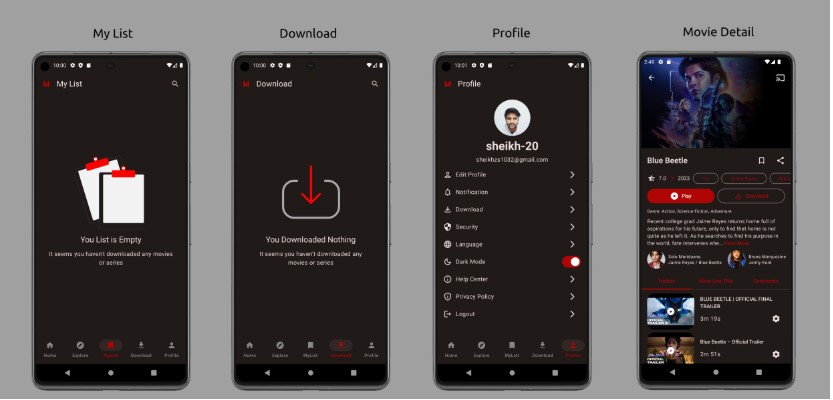 My List
Download
Profile
Movie Detail
10:00
M My List
You List is Empty
It seems you haven't downloaded any
movies or series
Home Explore MyList Download Profile
10:00
M Download
You Downloaded Nothing
It seems you haven't downloaded any movies
or series
Home Explore MyList Download Profile
10:01
M Profile
sheikh-20
sheikhzs1032@gmail.com
Edit Profile
Notification
Download
Security
Language
Dark Mode
Help Center
Privacy Policy
Logout
Home Explore MyList Download Profile
2:49
Blue Beetle
7.0 2023
Play Download
Genre: Action, Science Fiction, Adventure
Recent college grad Jaime Reyes returns home full of
aspirations for his future, only to find that home is not
quite as he left it. As he searches to find his purpose in
the world, fate intervenes whe...
Xolo Maridueña
Jaime Reyes / Blue Beetle
Bruna Marquezine
Jenny Kord
Trailers More Like This Comments
BLUE BEETLE | OFFICIAL FINAL
TRAILER
3m 19s
Blue Beetle – Official Trailer
2m 51s